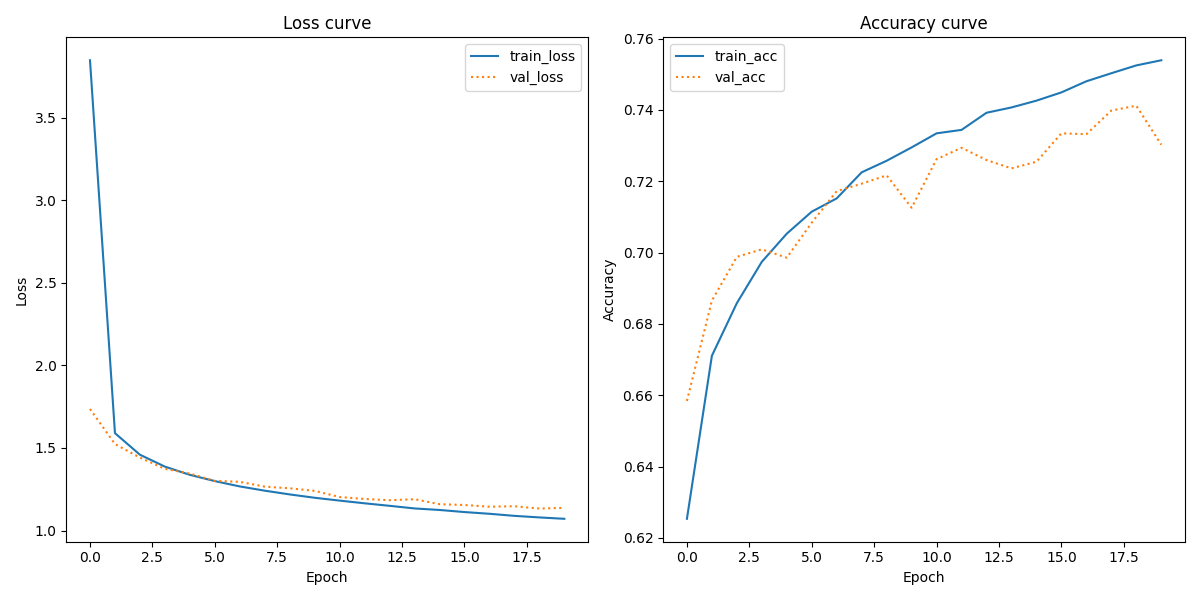 Loss curve
train_loss
val_loss
3.5
3.0
2.5
2.0
1.5
1.0
Loss
0.0 2.5 5.0 7.5 10.0 12.5 15.0 17.5
Epoch
Accuracy curve
train_acc
val_acc
0.76
0.74
0.72
0.70
0.68
0.66
0.64
0.62
Accuracy
0.0 2.5 5.0 7.5 10.0 12.5 15.0 17.5
Epoch